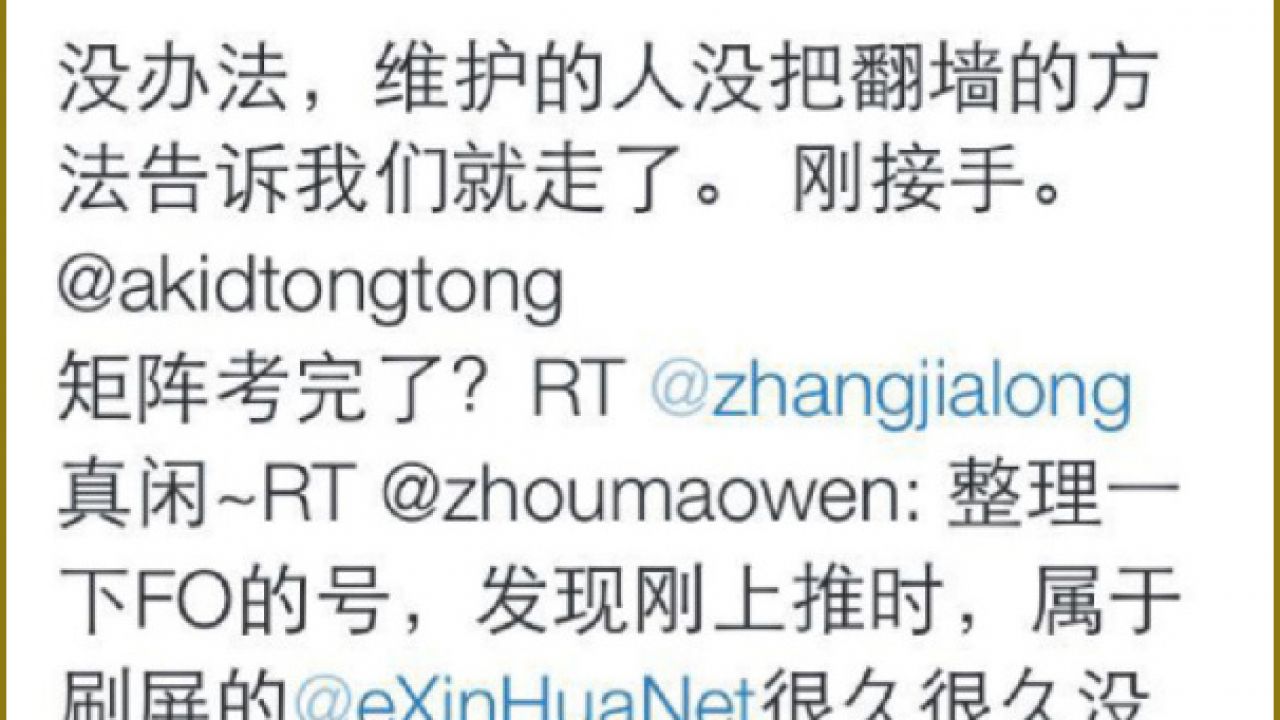 没办法，维护的人没把翻墙的方
法告诉我们就走了。 刚接手。
@akidtongtong
矩阵考完了？RT @zhangjialong
真闲~RT @zhoumaowen: 整理一
下FO的号，发现刚上推时，属于
刷屏的@eXinHuaNet很久很久没